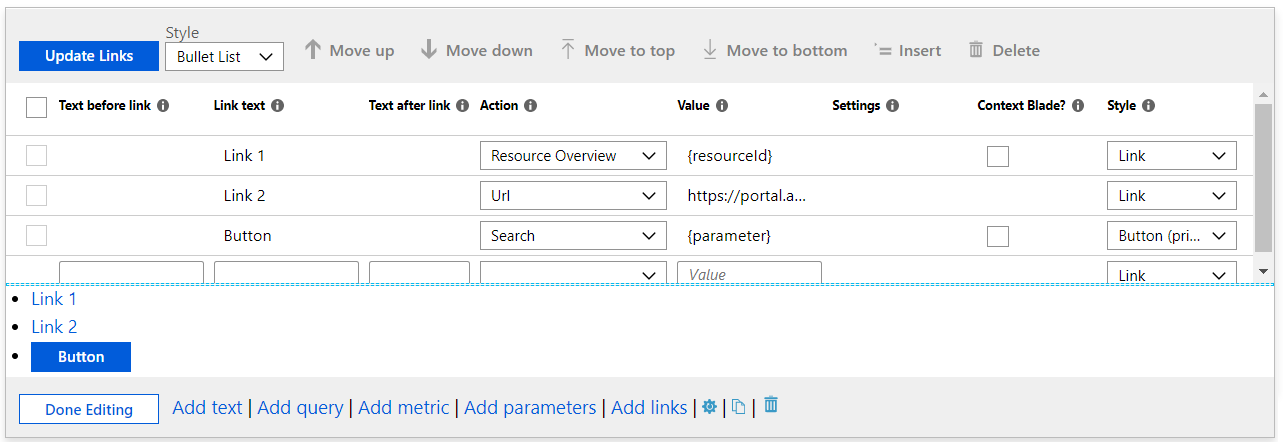 Style
Update Links Bullet List Move up Move down Move to top Move to bottom Insert Delete
Text before link Link text Text after link Action Value Settings Context Blade? Style
Link 1 Resource Overview {resourceId} Link
Link 2 Url https://portal.a... Link
Button Search {parameter} Button (pri...
Value Link
• Link 1
• Link 2
• Button
Done Editing Add text | Add query | Add metric | Add parameters | Add links | | |